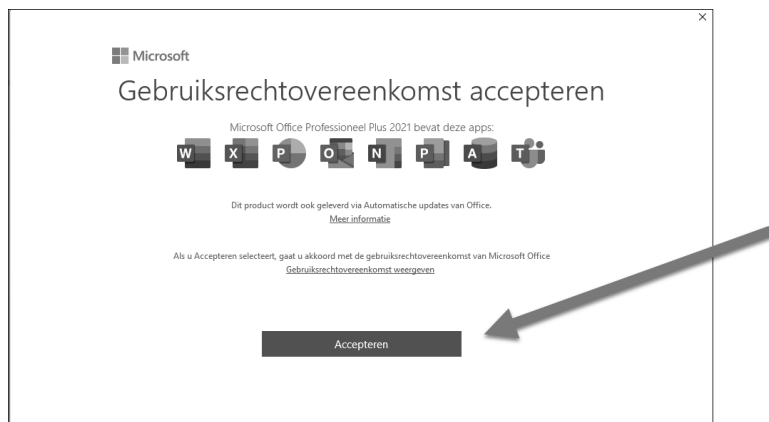 Microsoft
Gebruiksrechtovereenkomst accepteren
Microsoft Office Professioneel Plus 2021 bevat deze apps:
W X P O N P A T
Dit product wordt ook geleverd via Automatische updates van Office.
Meer informatie
Als u Accepteren selecteert, gaat u akkoord met de gebruiksrechtovereenkomst van Microsoft Office
Gebruiksrechtovereenkomst weergeven
Accepteren